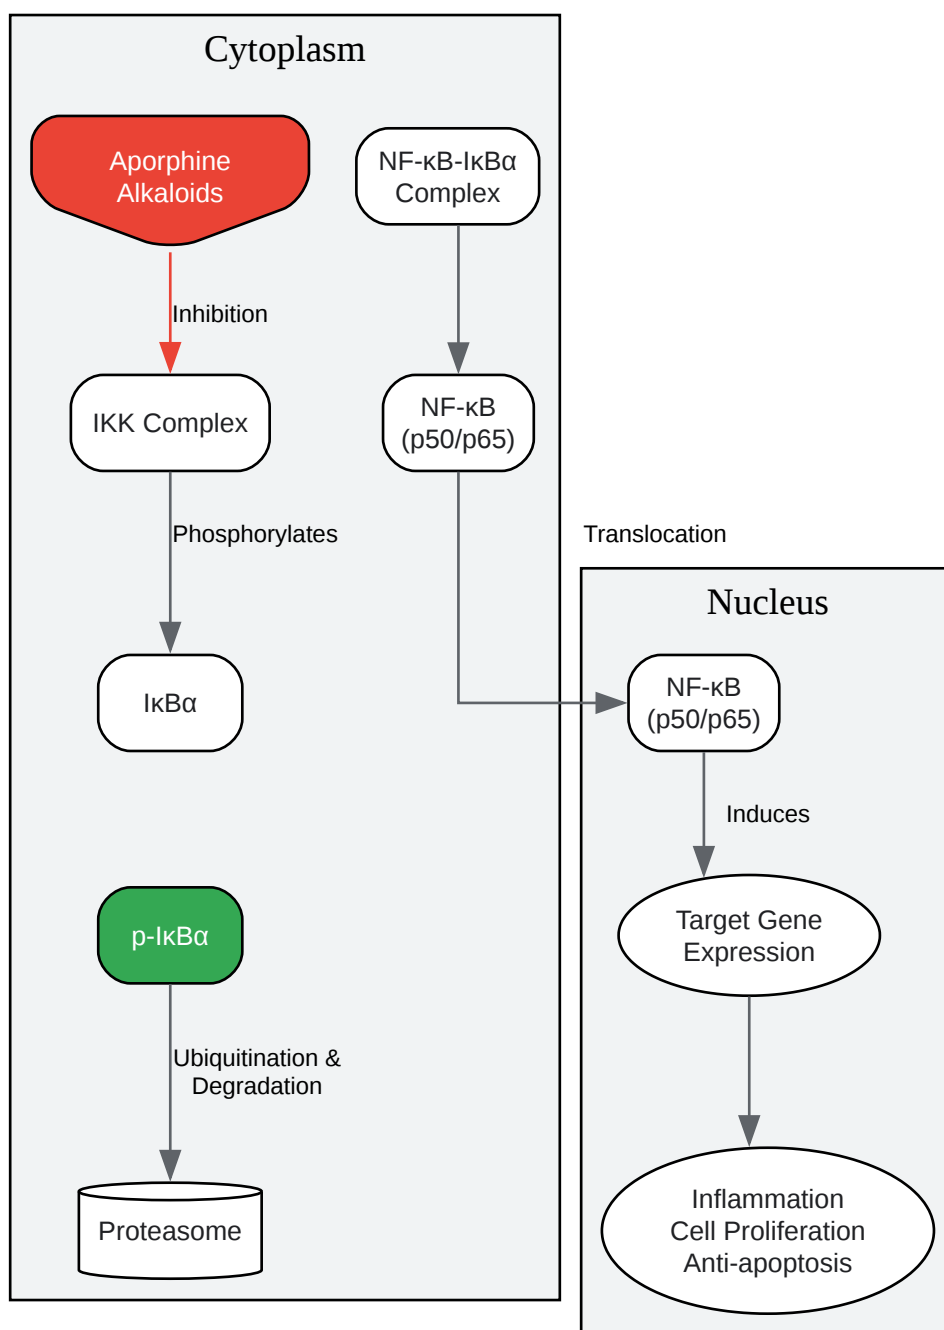 Cytoplasm
Aporphine
Alkaloids
NF-κB-IκBα
Complex
Inhibition
IKK Complex
NF-κB
(p50/p65)
Phosphorylates
Translocation
Nucleus
IκBα
NF-κB
(p50/p65)
Induces
p-IκBα
Target Gene
Expression
Ubiquitination &
Degradation
Proteasome
Inflammation
Cell Proliferation
Anti-apoptosis